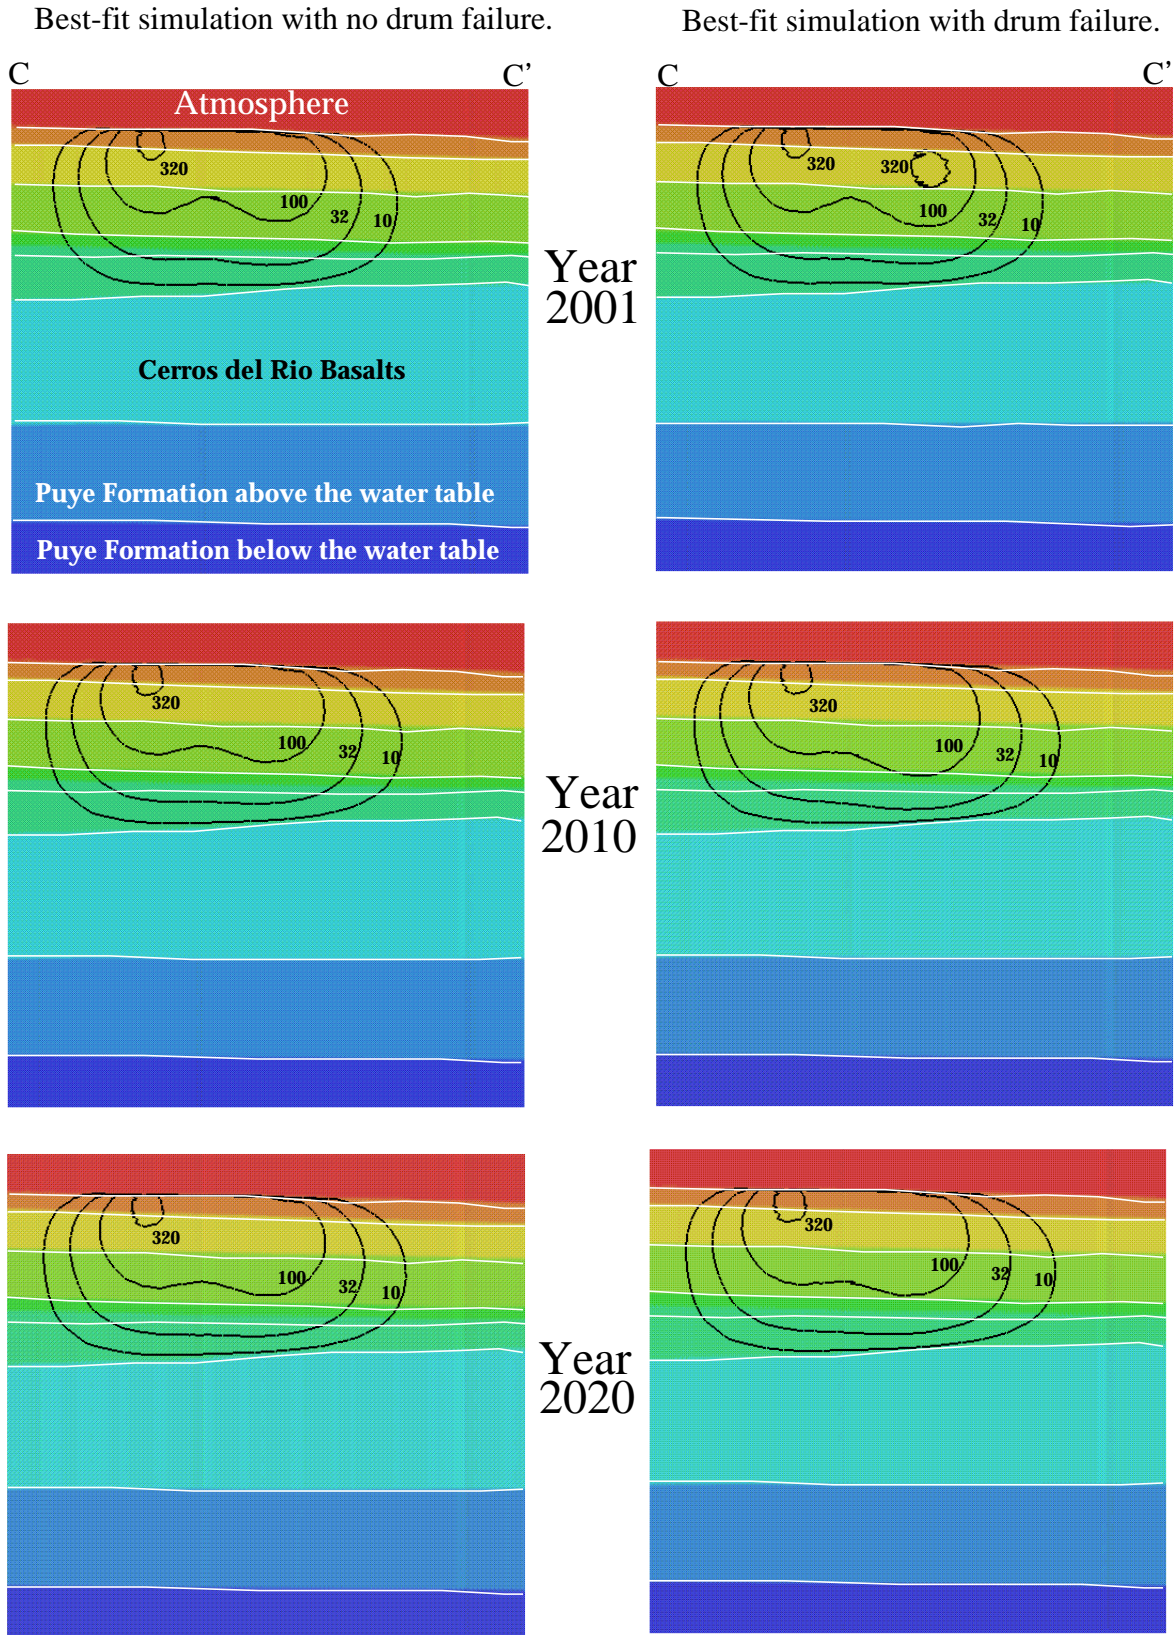 Best-fit simulation with no drum failure.
Best-fit simulation with drum failure.
C
C'
C
C'
Atmosphere
320
100
32
10
320
320
100
32
10
Year
2001
Cerros del Rio Basalts
Puye Formation above the water table
Puye Formation below the water table
320
100
32
10
320
100
32
10
Year
2010
320
100
32
10
320
100
32
10
Year
2020